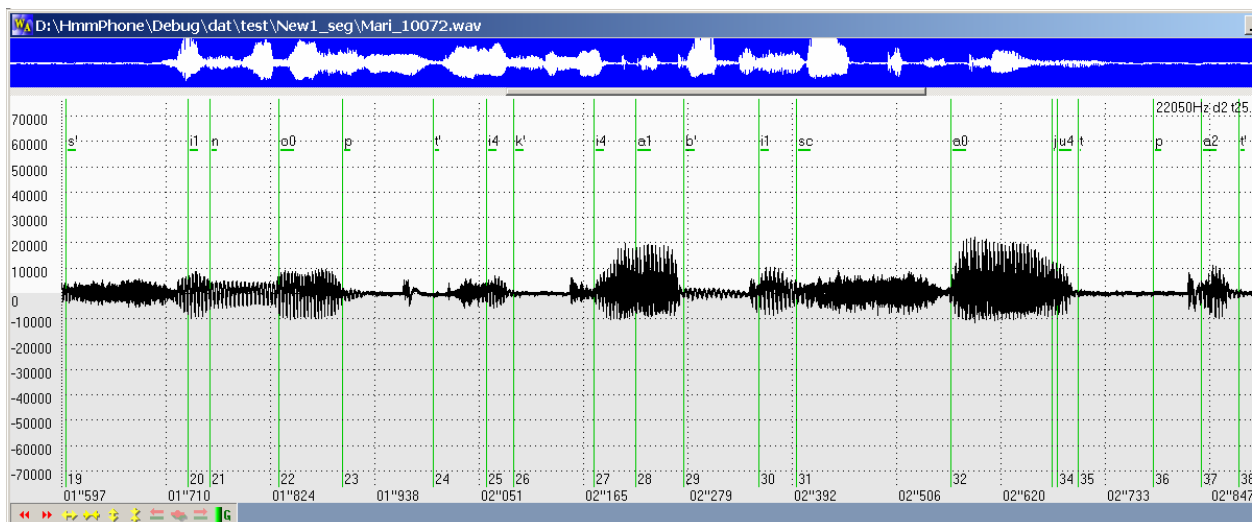 D:\HmmPhone\Debug\dat\test\New1_seg\Mari_10072.wav
22050Hz d2 t25.
70000
60000
s' i1 n o0 p t' i4 k' i4 a1 b' i1 sc a0 j u4 t p a2 t'
50000
40000
30000
20000
10000
0
-10000
-20000
-30000
-40000
-50000
-60000
-70000
19 20 21 22 23 24 25 26 27 28 29 30 31 32 34 35 36 37 38
01"597 01"710 01"824 01"938 02"051 02"165 02"279 02"392 02"506 02"620 02"733 02"847
G